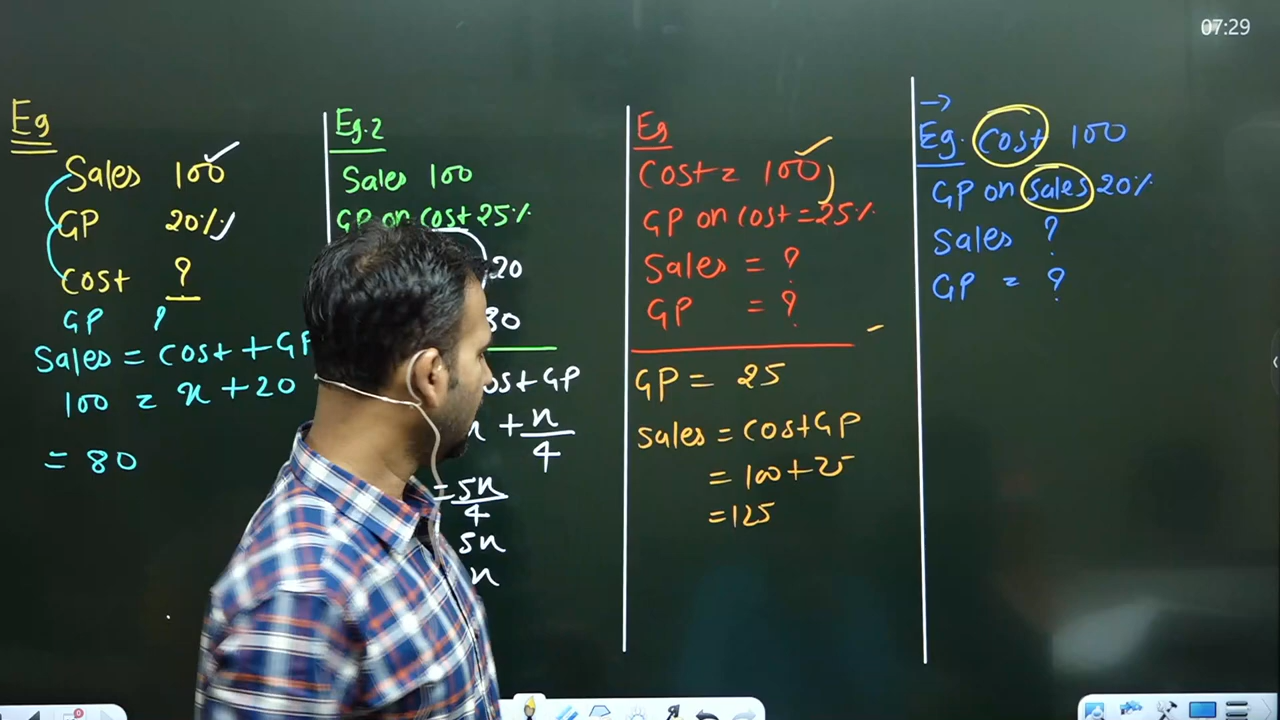 07:29
Eg
Sales 100
GP 20%
Cost ?
GP ?
Sales = Cost + GP
100 = x + 20
= 80
Eg.2
Sales 100
GP on cost 25%
20
80
x + x/4
= 5x/4
5x
x
Eg
Cost = 100
GP on cost = 25%
Sales = ?
GP = ?
GP = 25
Sales = Cost+GP
= 100+25
= 125
→
Eg. Cost 100
GP on sales 20%
Sales ?
GP = ?